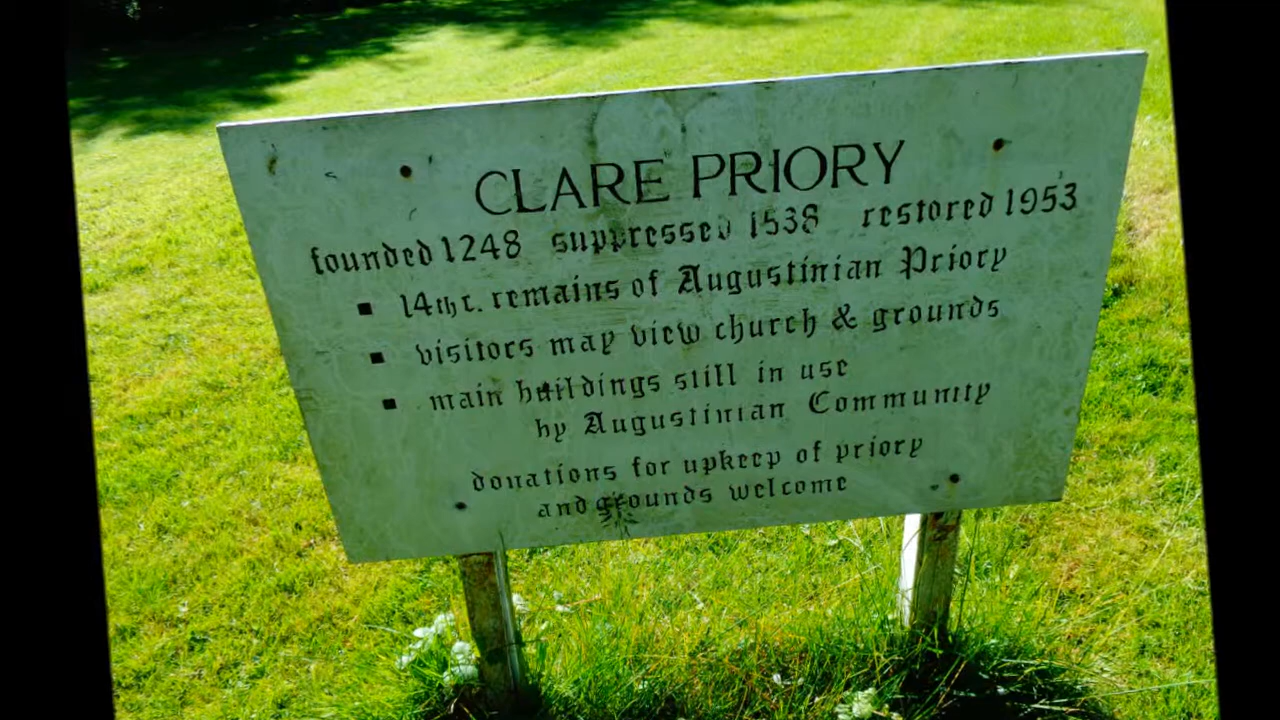 CLARE PRIORY
founded 1248 suppressed 1538 restored 1953
▪ 14th c. remains of Augustinian Priory
▪ visitors may view church & grounds
▪ main buildings still in use
by Augustinian Community
donations for upkeep of priory
and grounds welcome